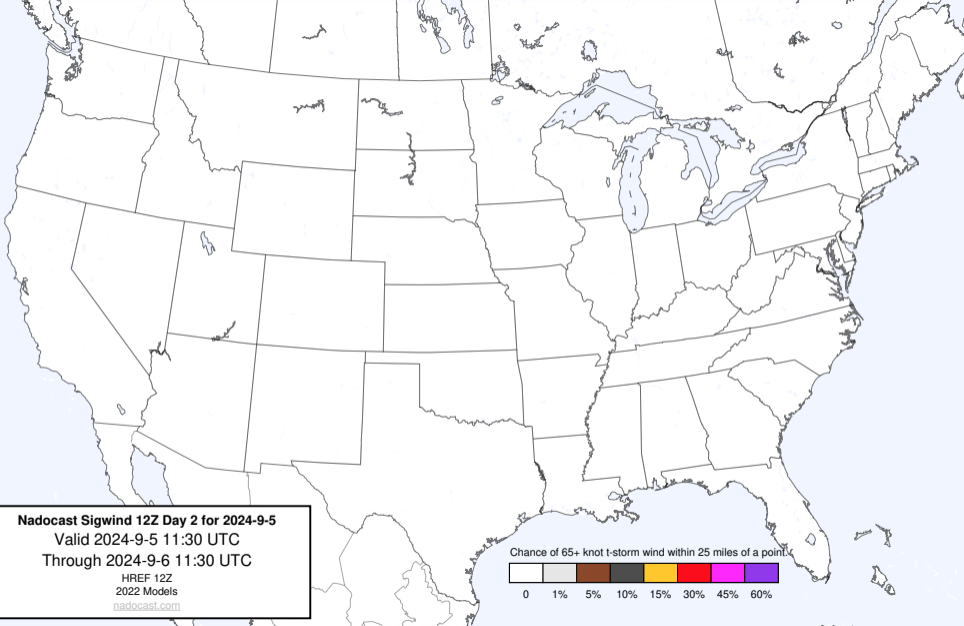 Nadocast Sigwind 12Z Day 2 for 2024-9-5
Valid 2024-9-5 11:30 UTC
Through 2024-9-6 11:30 UTC
HREF 12Z
2022 Models
nadocast.com
Chance of 65+ knot t-storm wind within 25 miles of a point.
0 1% 5% 10% 15% 30% 45% 60%